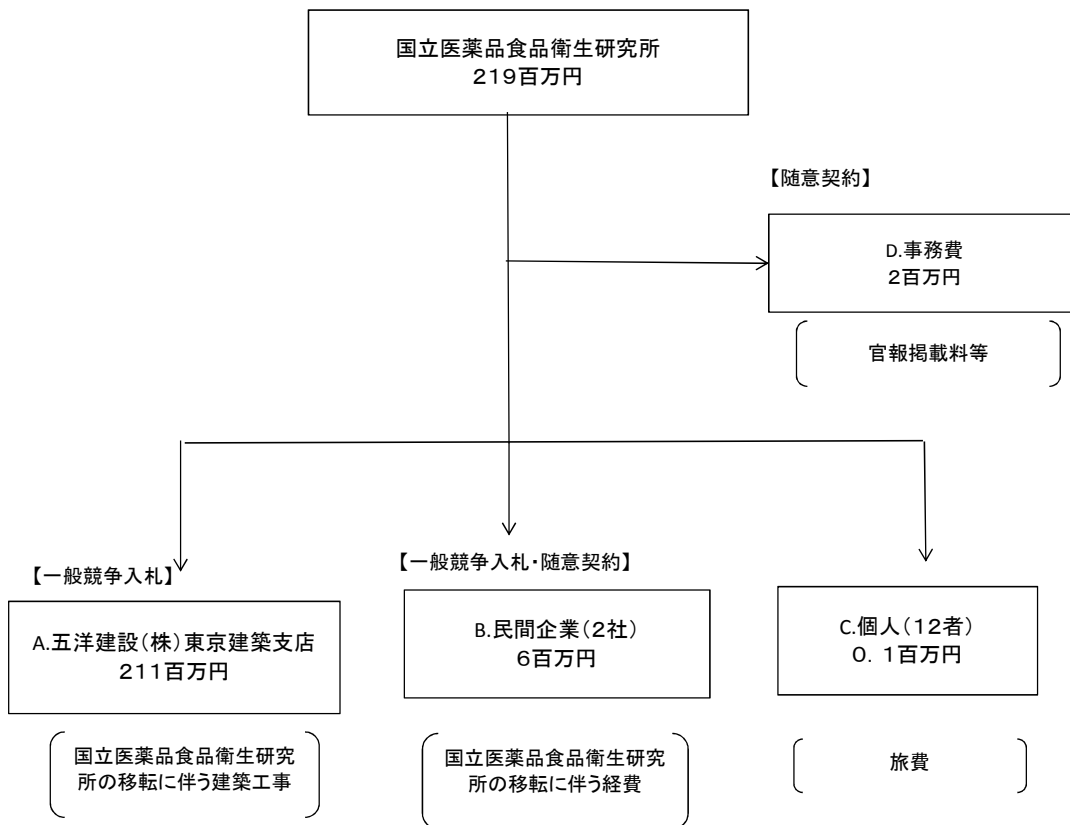 国立医薬品食品衛生研究所
219百万円
【随意契約】
D.事務費
2百万円
官報掲載料等
【一般競争入札】
A.五洋建設(株)東京建築支店
211百万円
国立医薬品食品衛生研究
所の移転に伴う建築工事
【一般競争入札・随意契約】
B.民間企業(2社)
6百万円
国立医薬品食品衛生研究
所の移転に伴う経費
C.個人(12者)
0.1百万円
旅費